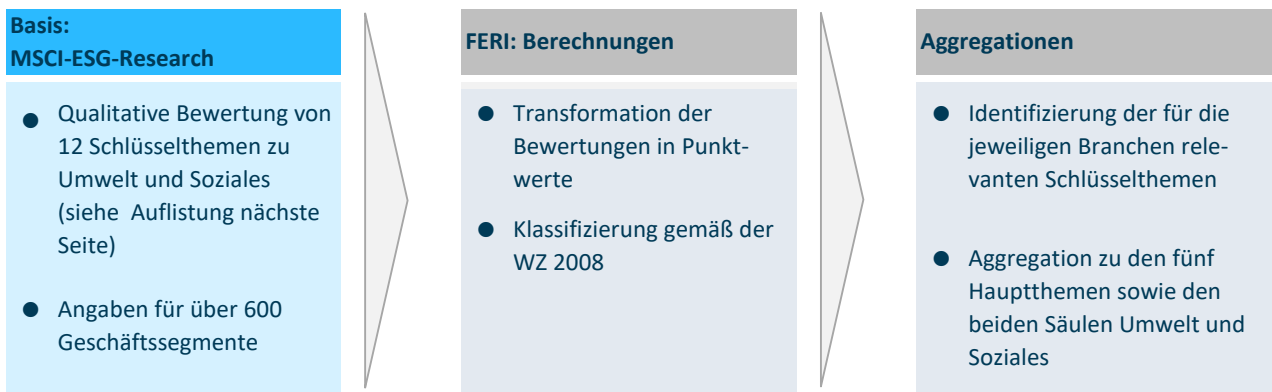 Basis:
MSCI-ESG-Research
● Qualitative Bewertung von
12 Schlüsselthemen zu
Umwelt und Soziales
(siehe Auflistung nächste
Seite)
● Angaben für über 600
Geschäftssegmente
FERI: Berechnungen
● Transformation der
Bewertungen in Punkt-
werte
● Klassifizierung gemäß der
WZ 2008
Aggregationen
● Identifizierung der für die
jeweiligen Branchen rele-
vanten Schlüsselthemen
● Aggregation zu den fünf
Hauptthemen sowie den
beiden Säulen Umwelt und
Soziales